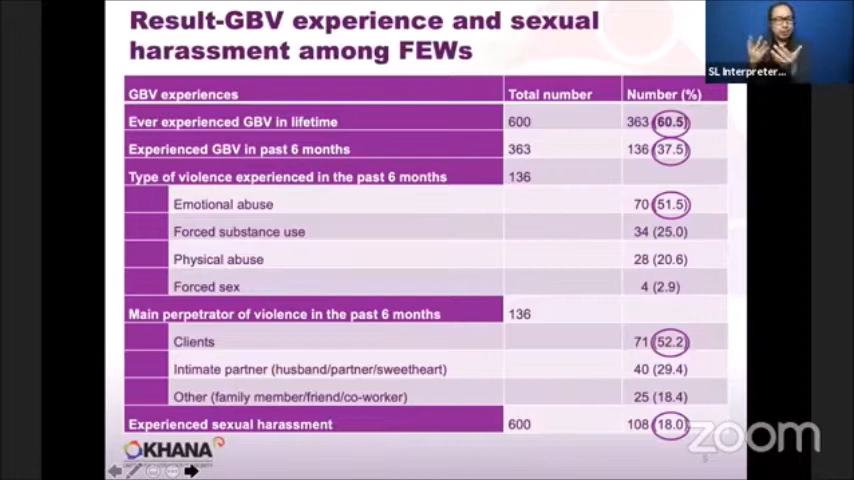 Result-GBV experience and sexual
harassment among FEWs
SL Interpreter...
GBV experiences Total number Number (%)
Ever experienced GBV in lifetime 600 363 (60.5)
Experienced GBV in past 6 months 363 136 (37.5)
Type of violence experienced in the past 6 months 136
Emotional abuse 70 (51.5)
Forced substance use 34 (25.0)
Physical abuse 28 (20.6)
Forced sex 4 (2.9)
Main perpetrator of violence in the past 6 months 136
Clients 71 (52.2)
Intimate partner (husband/partner/sweetheart) 40 (29.4)
Other (family member/friend/co-worker) 25 (18.4)
Experienced sexual harassment 600 108 (18.0)
KHANA
zoom
5